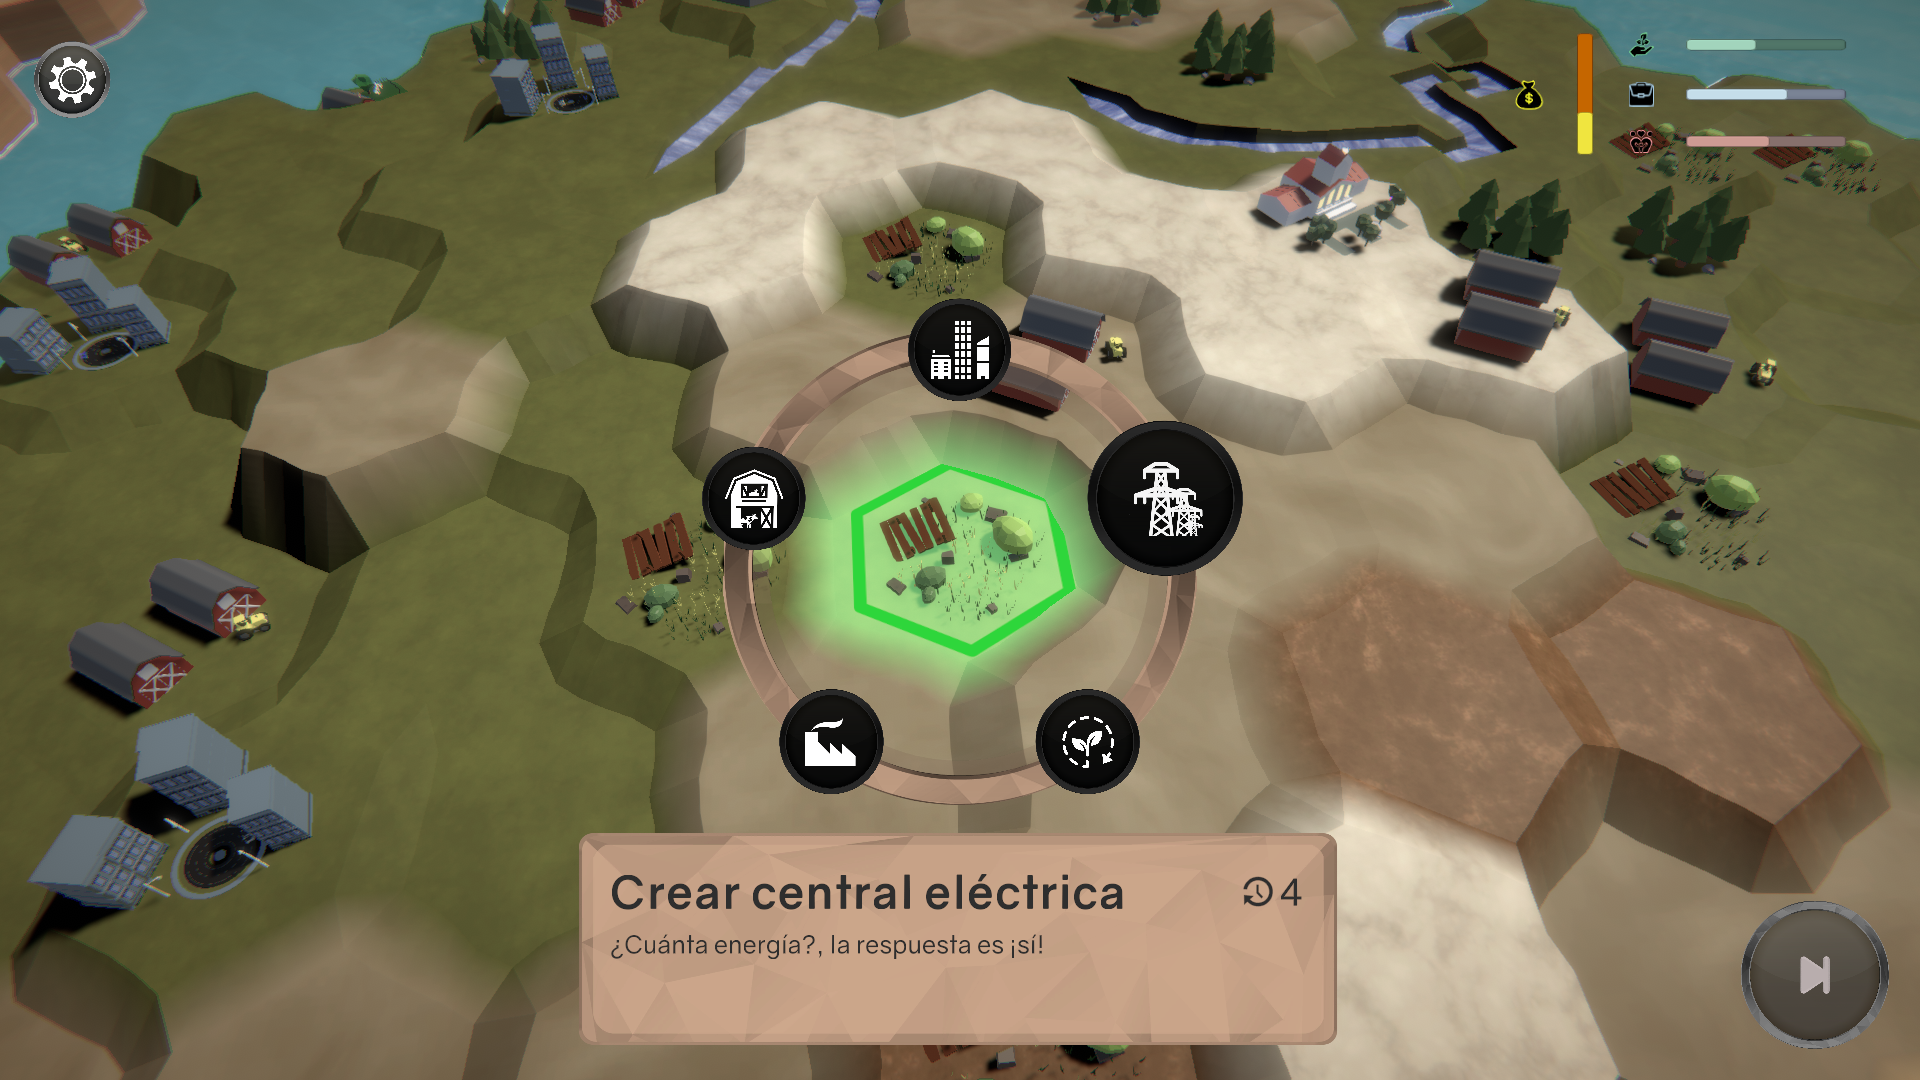 Crear central eléctrica
4
¿Cuánta energía?, la respuesta es ¡sí!
$